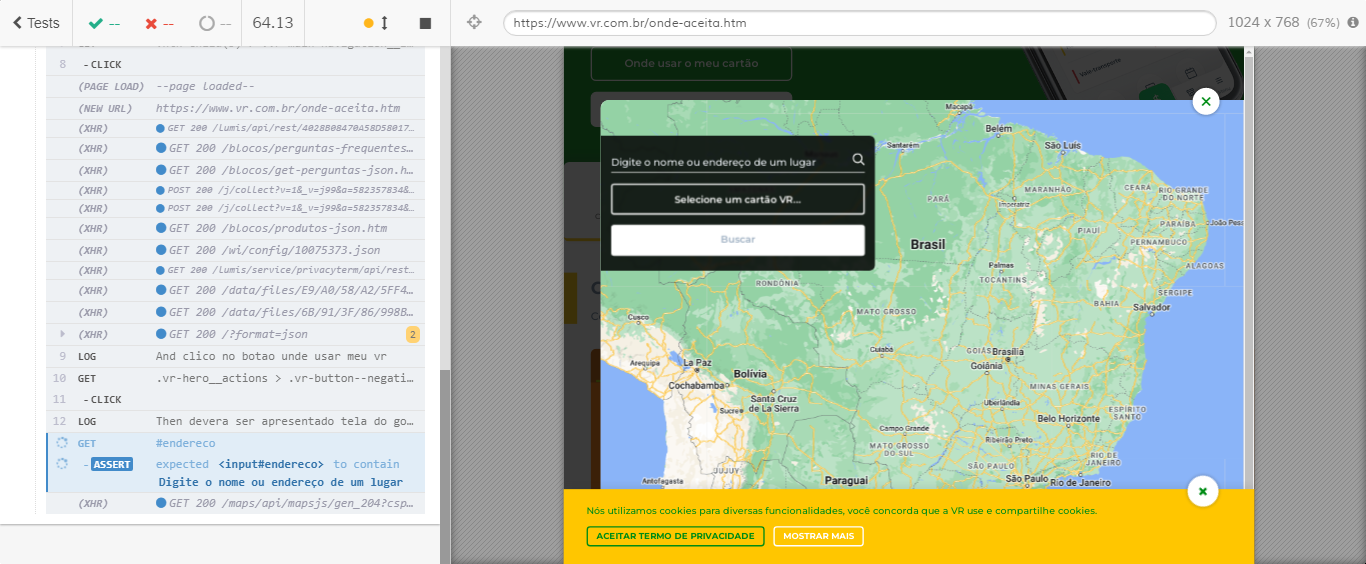 Tests
--
--
--
64.13
https://www.vr.com.br/onde-aceita.htm
1024 x 768 (67%)
8 -CLICK
(PAGE LOAD) --page loaded--
(NEW URL) https://www.vr.com.br/onde-aceita.htm
(XHR) GET 200 /lumis/api/rest/4028B08470A58D58017...
(XHR) GET 200 /blocos/perguntas-frequentes...
(XHR) GET 200 /blocos/get-perguntas-json.h...
(XHR) POST 200 /j/collect?v=1&_v=j99&a=582357834&...
(XHR) POST 200 /j/collect?v=1&_v=j99&a=582357834&...
(XHR) GET 200 /blocos/produtos-json.htm
(XHR) GET 200 /wi/config/10075373.json
(XHR) GET 200 /lumis/service/privacyterm/api/rest...
(XHR) GET 200 /data/files/E9/A0/58/A2/5FF4...
(XHR) GET 200 /data/files/6B/91/3F/86/998B...
(XHR) GET 200 /?format=json 2
9 LOG And clico no botao unde usar meu vr
10 GET .vr-hero__actions > .vr-button--negati...
11 -CLICK
12 LOG Then devera ser apresentado tela do go...
GET #endereco
-ASSERT expected <input#endereco> to contain
Digite o nome ou endereço de um lugar
(XHR) GET 200 /maps/api/mapsjs/gen_204?csp...
Onde usar o meu cartão
Vale-transporte
Digite o nome ou endereço de um lugar
Selecione um cartão VR...
Buscar
Macapá
Belém
Santarém
São Luís
MARANHÃO
CEARÁ
RIO GRANDE
DO NORTE
PARÁ
Imperatriz
PARAÍBA
João Pess
PIAUÍ
PERNAMBUCO
Brasil
Palmas
TOCANTINS
ALAGOAS
RONDÔNIA
SERGIPE
BAHIA
Salvador
MATO GROSSO
Cusco
Cuiabá
GOIÁS
Brasília
Goiânia
Arequipa
La Paz
Bolívia
Cochabamba
MINAS GERAIS
Santa Cruz
de La Sierra
Sucre
Uberlândia
ESPÍRITO
SANTO
Belo Horizonte
Campo Grande
Ribeirão Preto
MATO GROSSO
DO SUL
RIO DE
JANEIRO
SÃO PAULO
JUJUY
Antofagasta
Paraguai
São Paulo
Rio de Janeiro
Nós utilizamos cookies para diversas funcionalidades, você concorda que a VR use e compartilhe cookies.
ACEITAR TERMO DE PRIVACIDADE
MOSTRAR MAIS